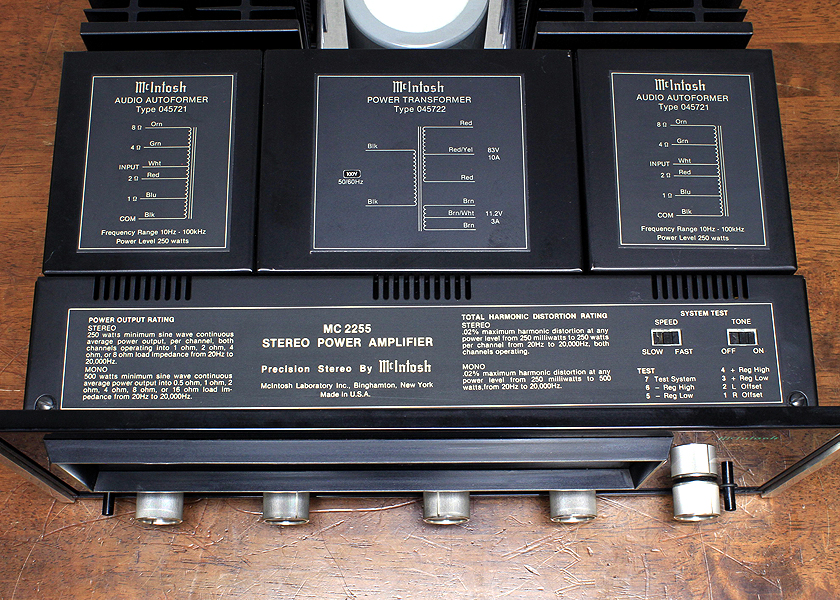 McIntosh
AUDIO AUTOFORMER
Type 045721
8 Ω Orn
4 Ω Grn
INPUT Wht
2 Ω Red
1 Ω Blu
COM Blk
Frequency Range 10Hz - 100kHz
Power Level 250 watts
McIntosh
POWER TRANSFORMER
Type 045722
Red
Blk
Red/Yel 83V
10A
100V
50/60Hz
Red
Blk
Brn
Brn/Wht 11.2V
3A
Brn
McIntosh
AUDIO AUTOFORMER
Type 045721
8 Ω Orn
4 Ω Grn
INPUT Wht
2 Ω Red
1 Ω Blu
COM Blk
Frequency Range 10Hz - 100kHz
Power Level 250 watts
POWER OUTPUT RATING
STEREO
250 watts minimum sine wave continuous
average power output, per channel, both
channels operating into 1 ohm, 2 ohm, 4
ohm, or 8 ohm load impedance from 20Hz to
20,000Hz.
MONO
500 watts minimum sine wave continuous
average power output into 0.5 ohm, 1 ohm, 2
ohm, 4 ohm, 8 ohm, or 16 ohm load im-
pedance from 20Hz to 20,000Hz.
MC 2255
STEREO POWER AMPLIFIER
Precision Stereo By McIntosh
McIntosh Laboratory Inc., Binghamton, New York
Made in U.S.A.
TOTAL HARMONIC DISTORTION RATING
STEREO
.02% maximum harmonic distortion at any
power level from 250 milliwatts to 250 watts
per channel from 20Hz to 20,000Hz, both
channels operating.
MONO
.02% maximum harmonic distortion at any
power level from 250 milliwatts to 500
watts,from 20Hz to 20,000Hz.
SYSTEM TEST
SPEED TONE
SLOW FAST OFF ON
TEST
7 Test System
6 - Reg High
5 - Reg Low
4 + Reg High
3 + Reg Low
2 L Offset
1 R Offset
McIntosh